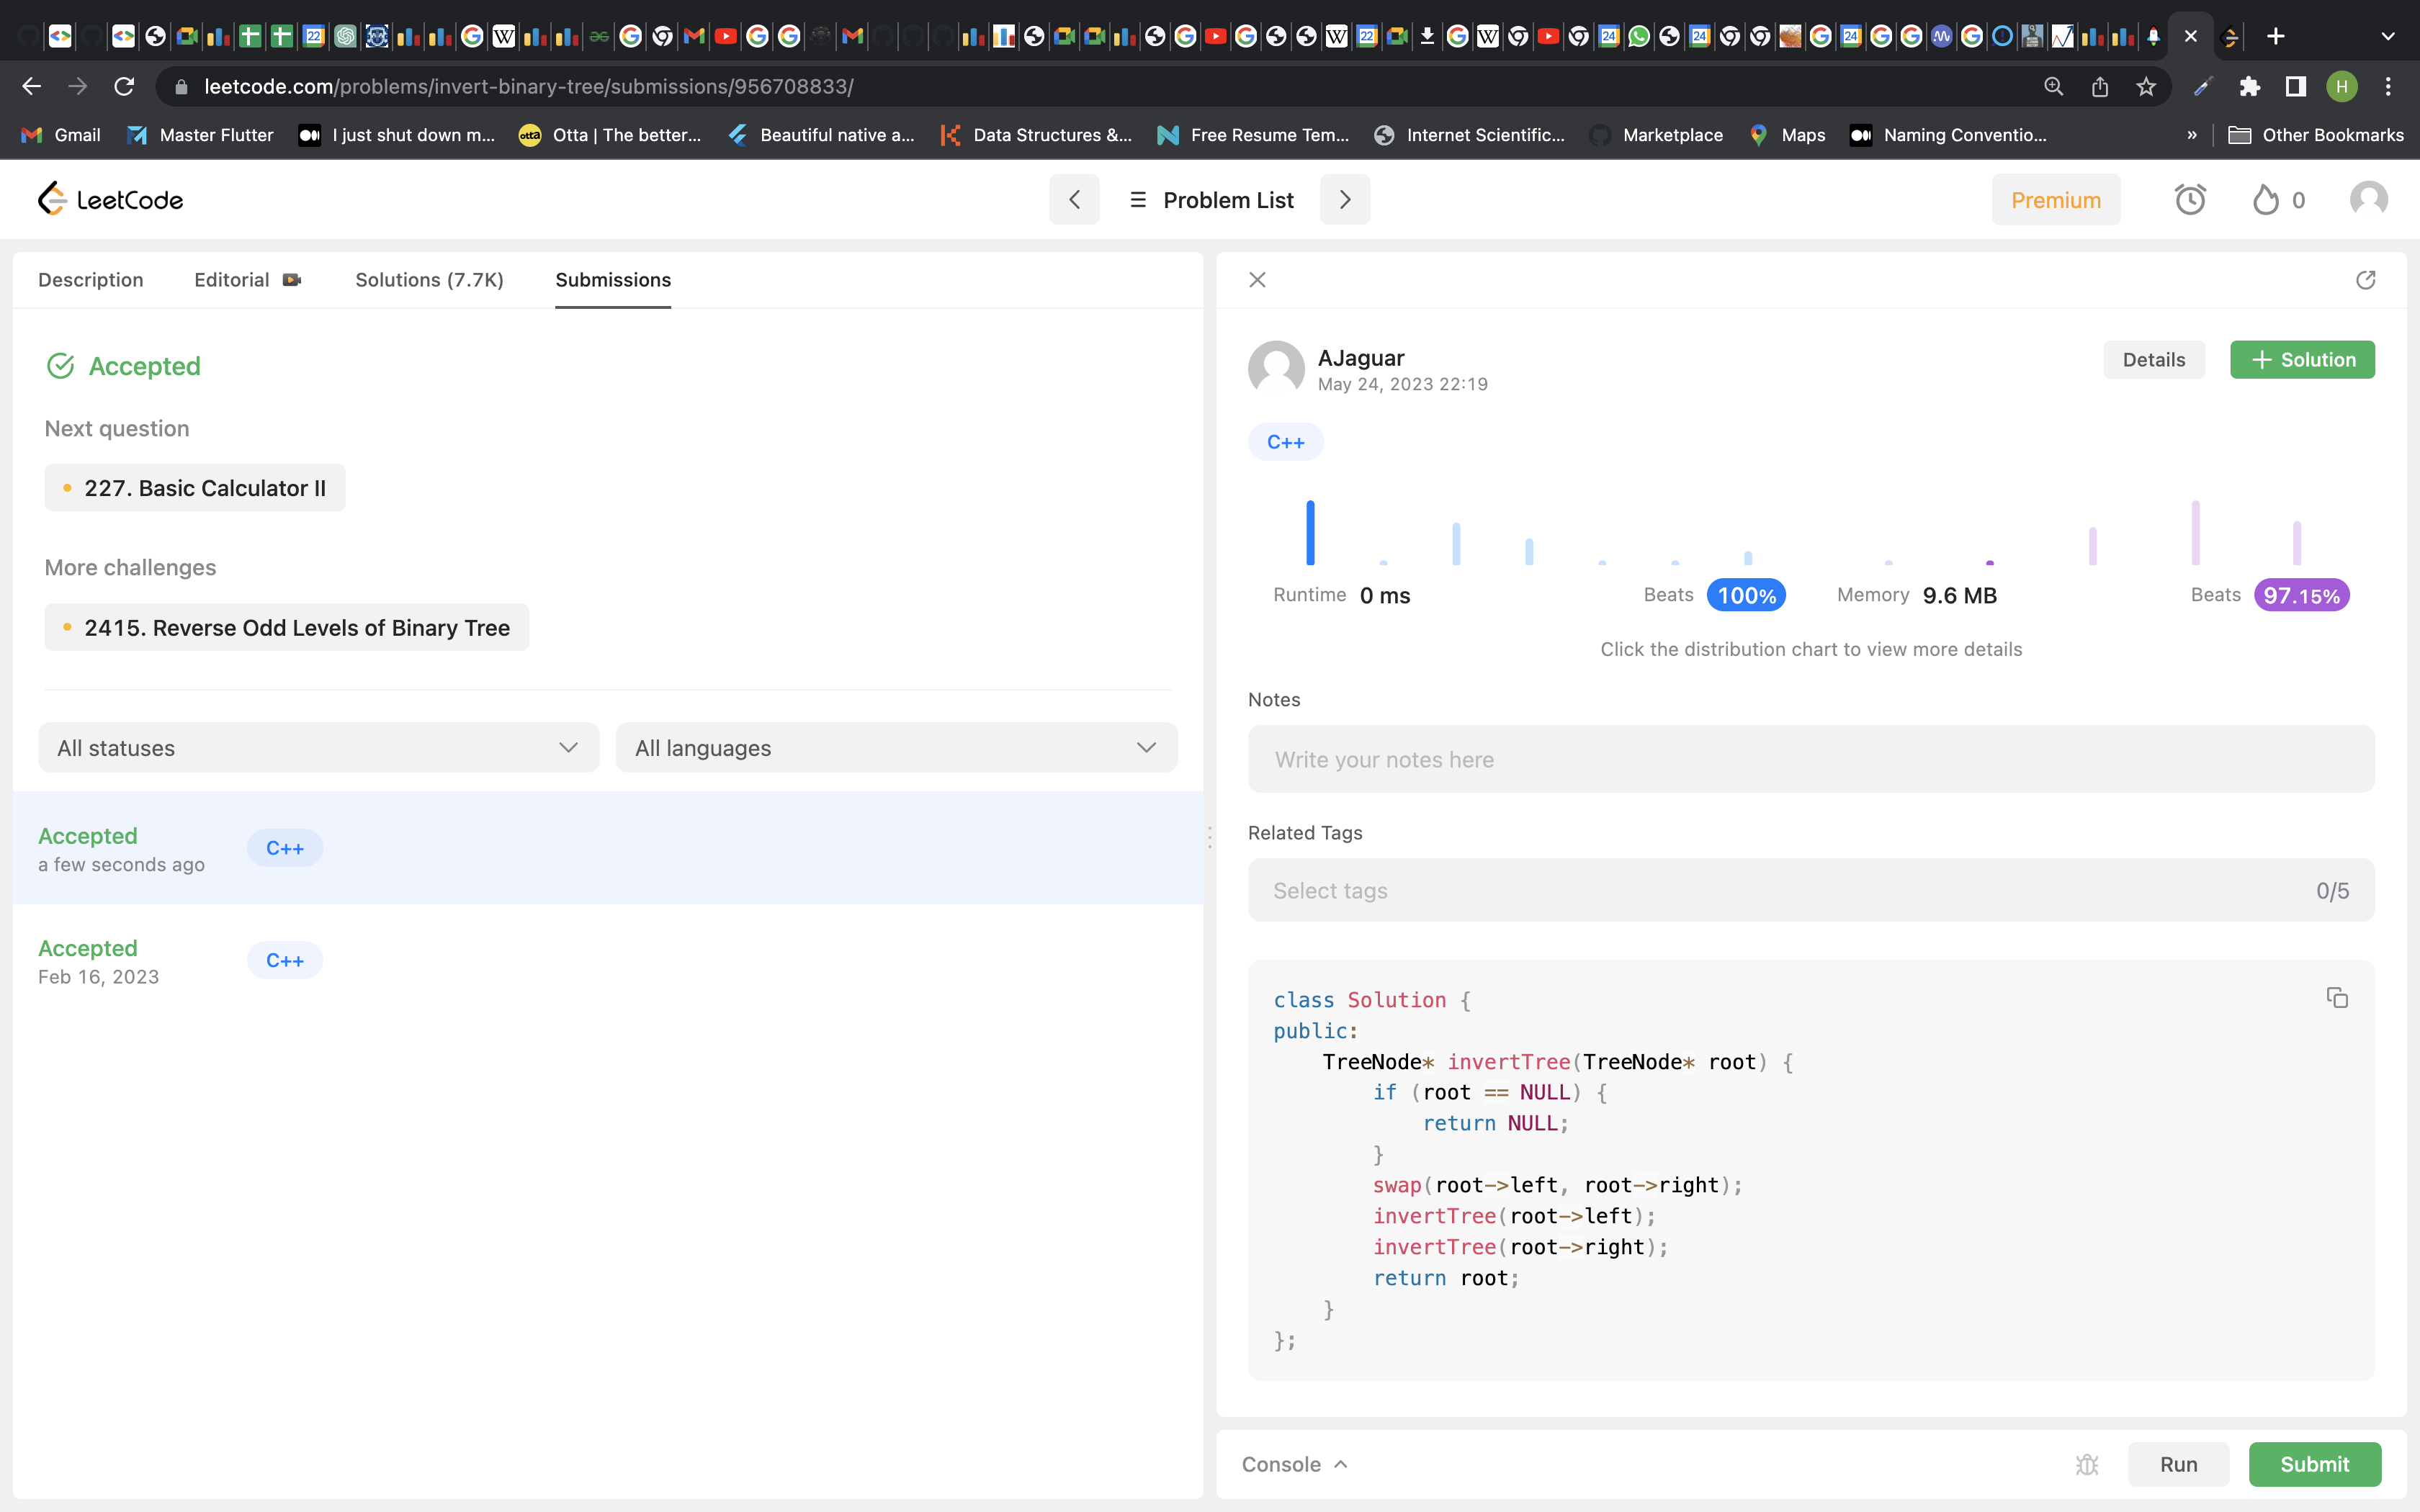 leetcode.com/problems/invert-binary-tree/submissions/956708833/
H
Gmail
Master Flutter
I just shut down m...
otta
Otta | The better...
Beautiful native a...
Data Structures &...
Free Resume Tem...
Internet Scientific...
Marketplace
Maps
Naming Conventio...
»
Other Bookmarks
LeetCode
Problem List
Premium
0
Description
Editorial
Solutions (7.7K)
Submissions
Accepted
Next question
227. Basic Calculator II
More challenges
2415. Reverse Odd Levels of Binary Tree
All statuses
All languages
Accepted
a few seconds ago
C++
Accepted
Feb 16, 2023
C++
AJaguar
May 24, 2023 22:19
Details
+ Solution
C++
Runtime 0 ms
Beats 100%
Memory 9.6 MB
Beats 97.15%
Click the distribution chart to view more details
Notes
Write your notes here
Related Tags
Select tags
0/5
class Solution {
public:
    TreeNode* invertTree(TreeNode* root) {
        if (root == NULL) {
            return NULL;
        }
        swap(root->left, root->right);
        invertTree(root->left);
        invertTree(root->right);
        return root;
    }
};
Console
Run
Submit